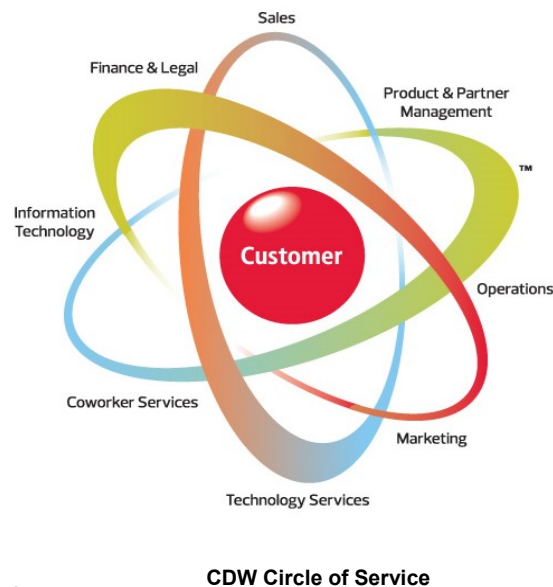 Sales
Finance & Legal
Product & Partner
Management
™
Information
Technology
Customer
Operations
Coworker Services
Marketing
Technology Services
CDW Circle of Service